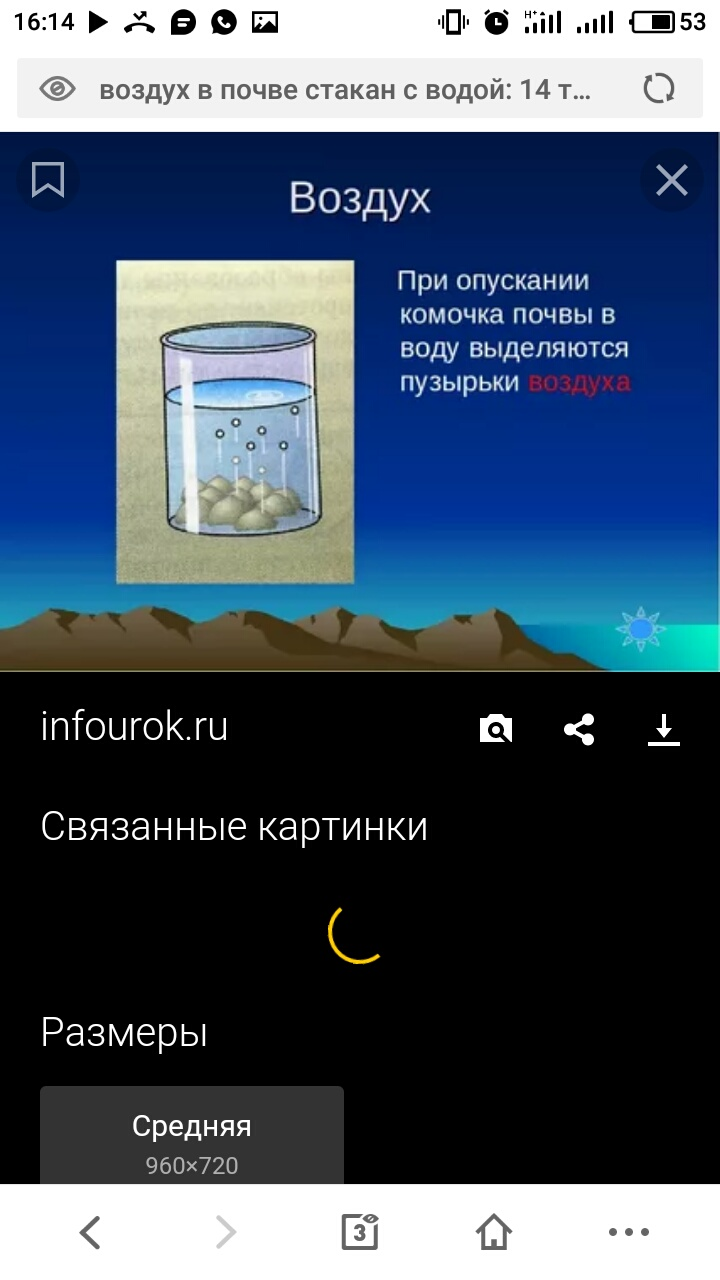 16:14
53
воздух в почве стакан с водой: 14 т...
Воздух
При опускании
комочка почвы в
воду выделяются
пузырьки воздуха
infourok.ru
Связанные картинки
Размеры
Средняя
960×720
3